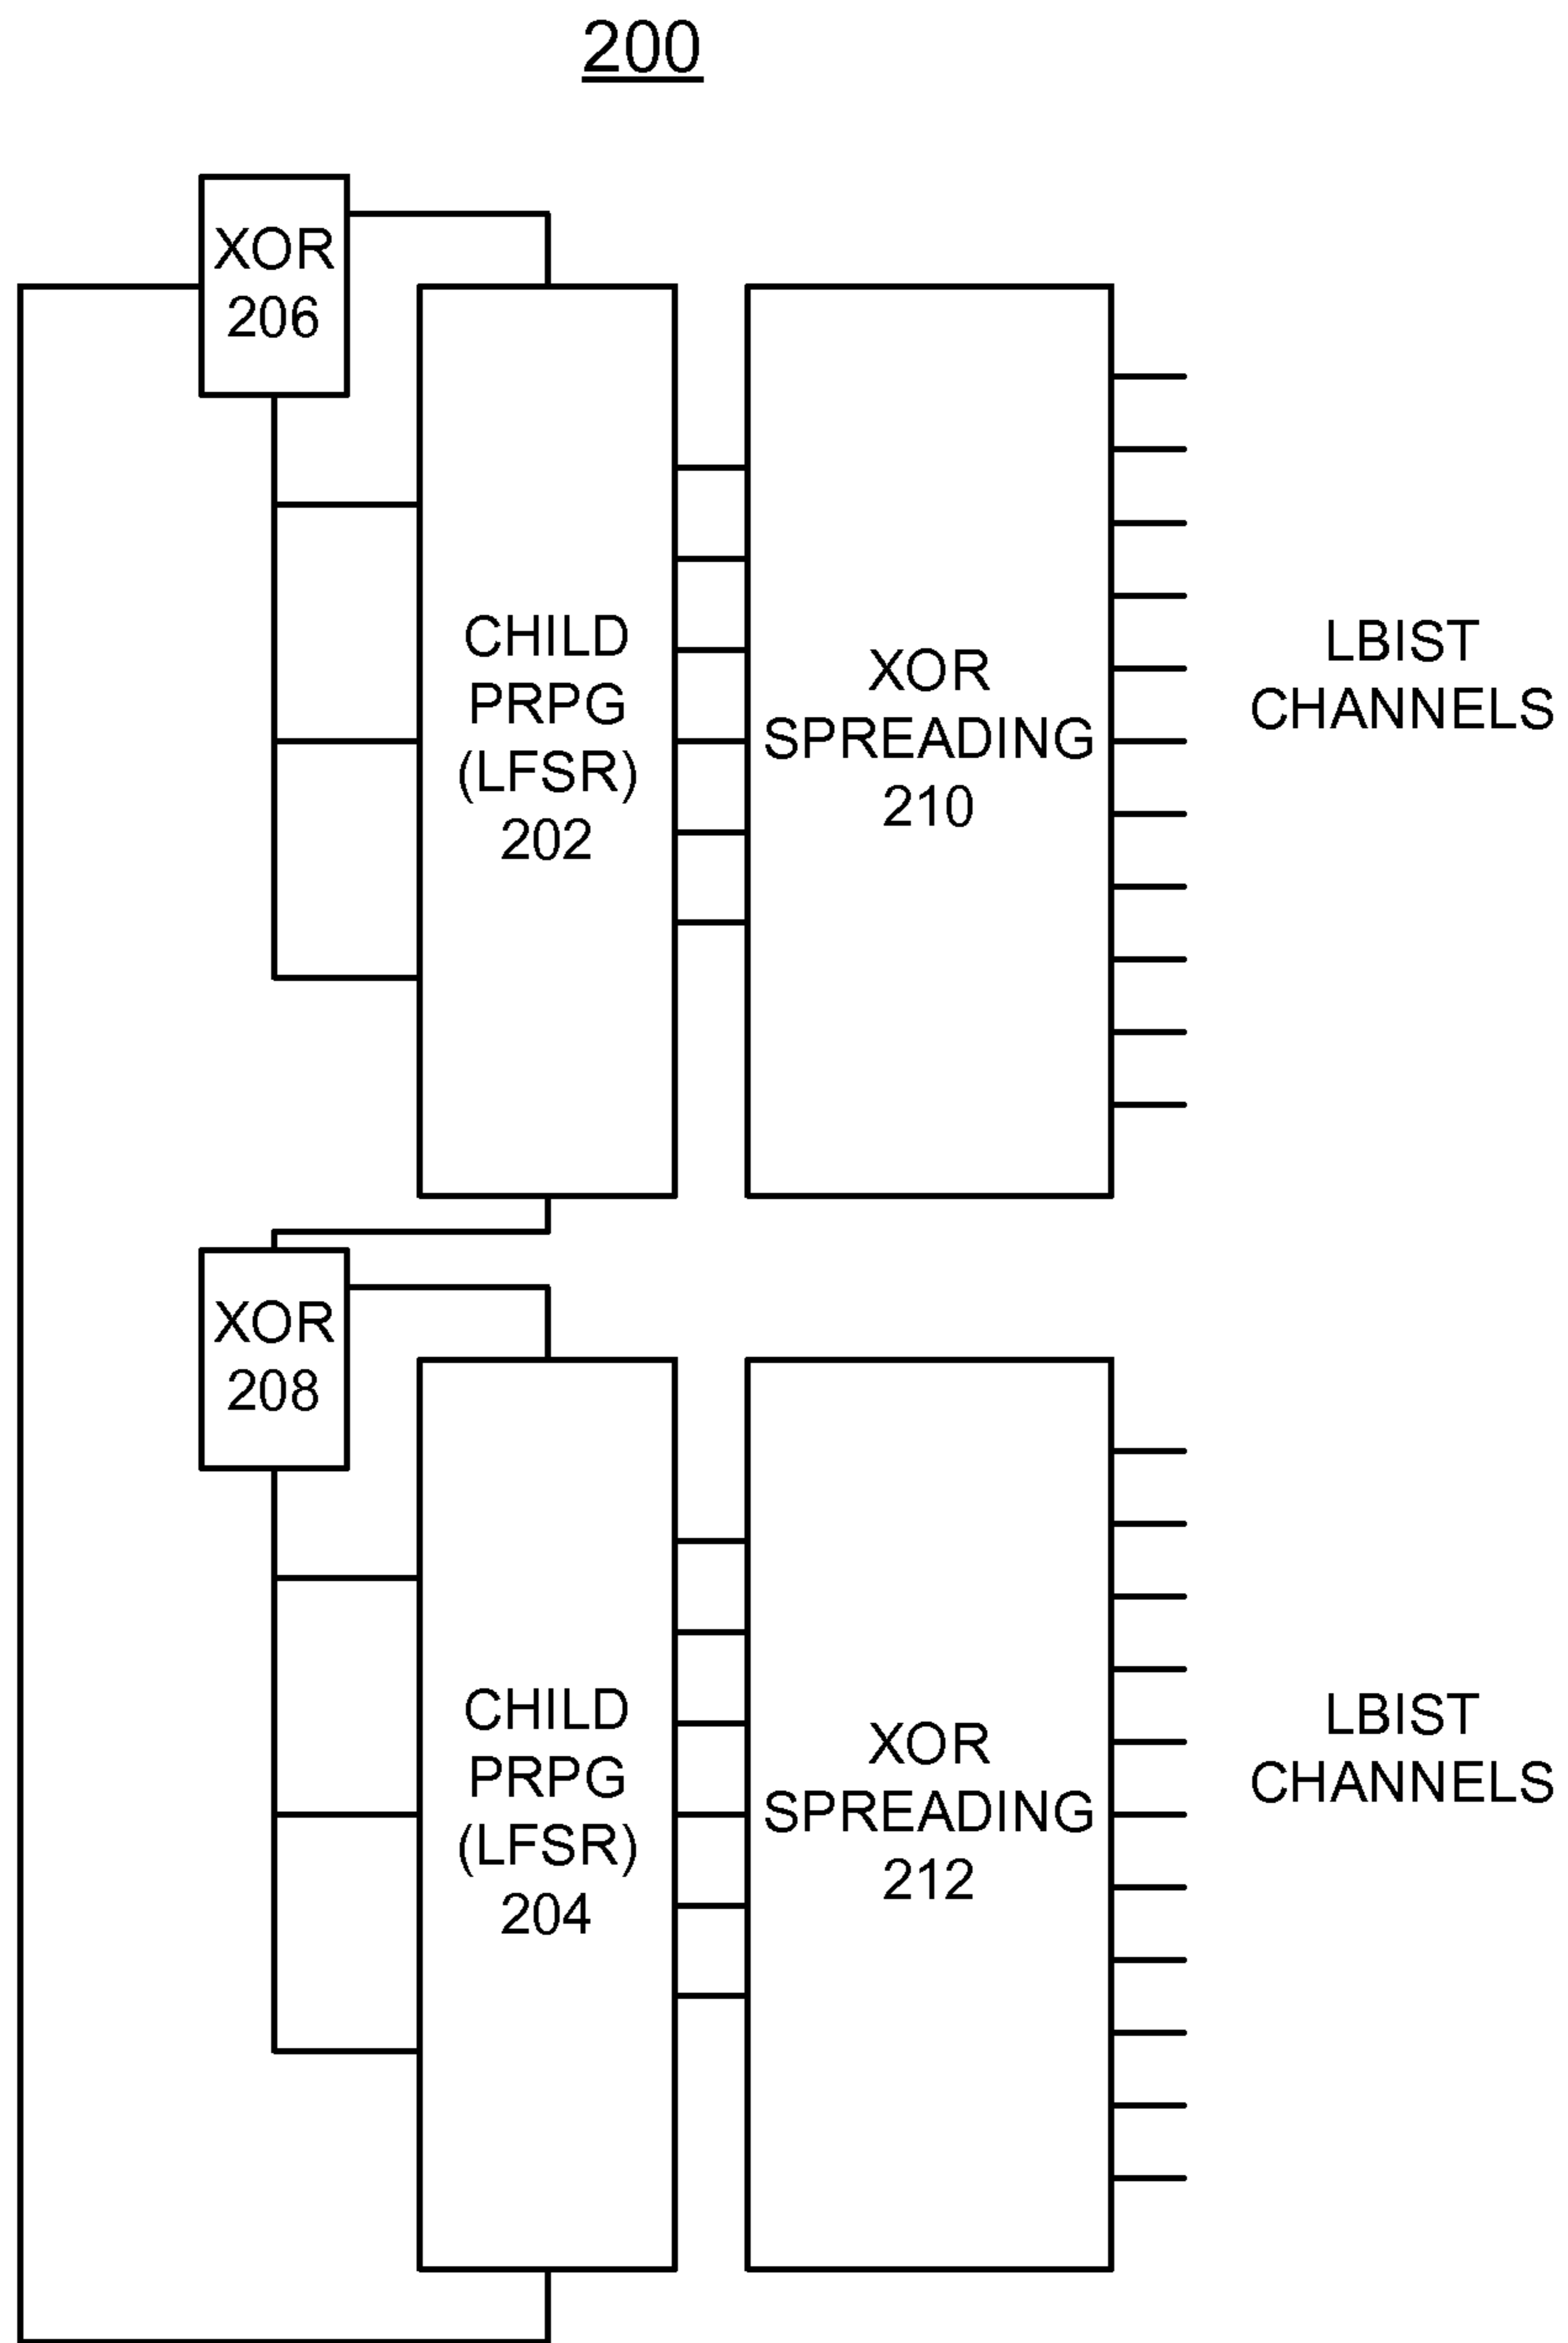 200
XOR
206
CHILD
PRPG
(LFSR)
202
XOR
SPREADING
210
LBIST
CHANNELS
XOR
208
CHILD
PRPG
(LFSR)
204
XOR
SPREADING
212
LBIST
CHANNELS